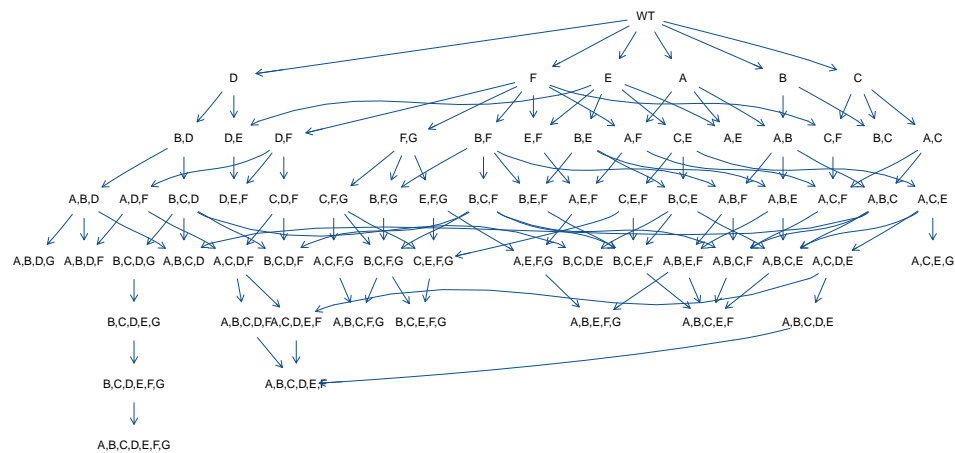 WT
D F E A B C
B,D D,E D,F F,G B,F E,F B,E A,F C,E A,E A,B C,F B,C A,C
A,B,D A,D,F B,C,D D,E,F C,D,F C,F,G B,F,G E,F,G B,C,F B,E,F A,E,F C,E,F B,C,E A,B,F A,B,E A,C,F A,B,C A,C,E
A,B,D,G A,B,D,F B,C,D,G A,B,C,D A,C,D,F B,C,D,F A,C,F,G B,C,F,G C,E,F,G A,E,F,G B,C,D,E B,C,E,F A,B,E,F A,B,C,F A,B,C,E A,C,D,E A,C,E,G
B,C,D,E,G A,B,C,D,F A,C,D,E,F A,B,C,F,G B,C,E,F,G A,B,E,F,G A,B,C,E,F A,B,C,D,E
B,C,D,E,F,G A,B,C,D,E,F
A,B,C,D,E,F,G